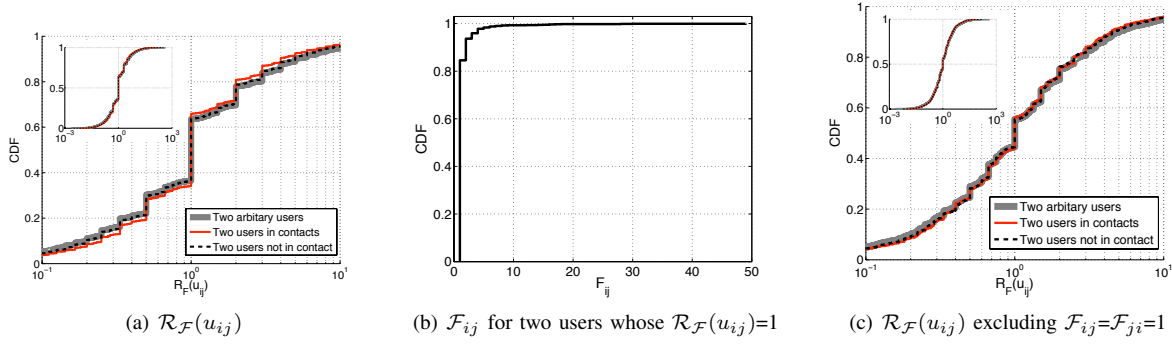 1
0.8
0.6
0.4
0.2
0
CDF
1
0.5
0
10^-3
10^0
10^3
Two arbitary users
Two users in contacts
Two users not in contact
10^-1
10^0
10^1
R_F(u_ij)
(a) R_F(u_ij)
1
0.8
0.6
0.4
0.2
0
CDF
0
10
20
30
40
50
F_ij
(b) F_ij for two users whose R_F(u_ij)=1
1
0.8
0.6
0.4
0.2
0
CDF
1
0.5
0
10^-3
10^0
10^3
Two arbitary users
Two users in contacts
Two users not in contact
10^-1
10^0
10^1
R_F(u_ij)
(c) R_F(u_ij) excluding F_ij=F_ji=1